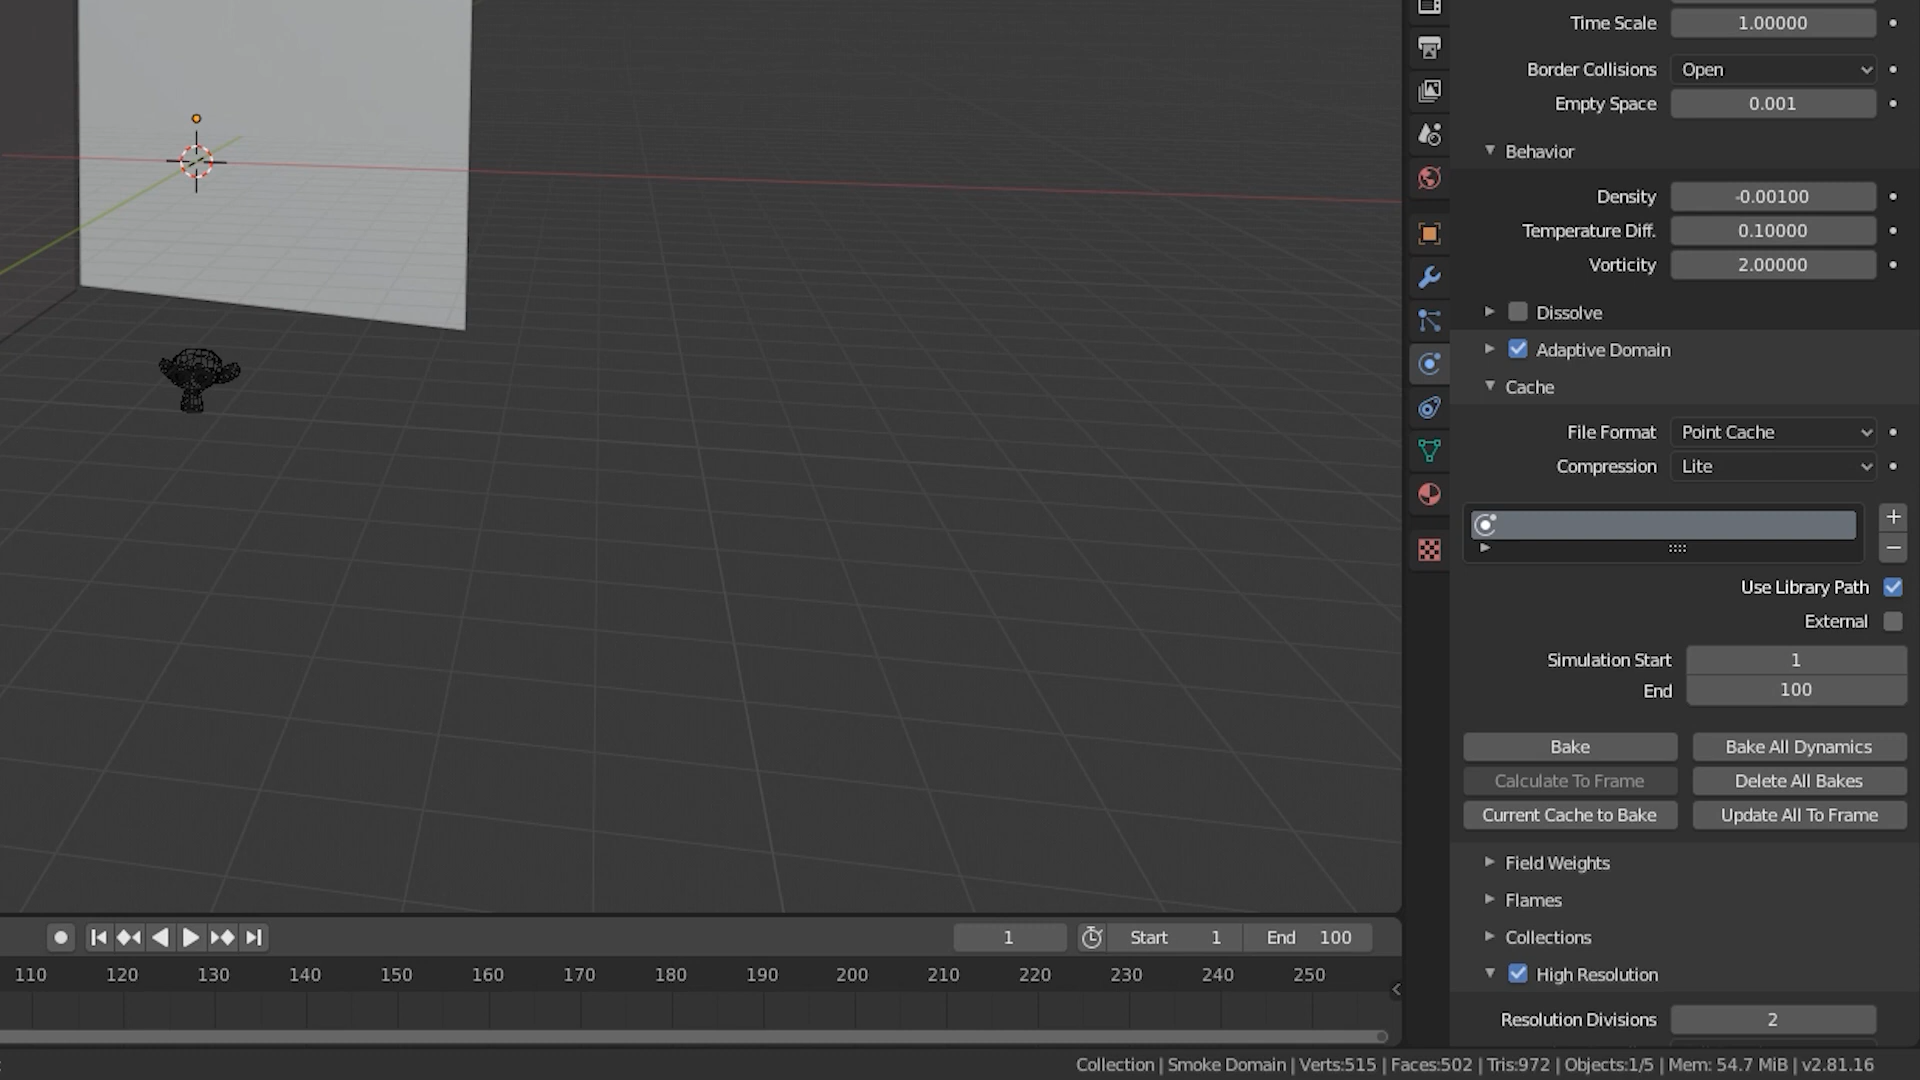 Time Scale 1.00000
Border Collisions Open
Empty Space 0.001
Behavior
Density -0.00100
Temperature Diff. 0.10000
Vorticity 2.00000
Dissolve
Adaptive Domain
Cache
File Format Point Cache
Compression Lite
Use Library Path
External
Simulation Start 1
End 100
Bake Bake All Dynamics
Calculate To Frame Delete All Bakes
Current Cache to Bake Update All To Frame
Field Weights
Flames
Collections
High Resolution
Resolution Divisions 2
1 Start 1 End 100
110 120 130 140 150 160 170 180 190 200 210 220 230 240 250
Collection | Smoke Domain | Verts:515 | Faces:502 | Tris:972 | Objects:1/5 | Mem: 54.7 MiB | v2.81.16